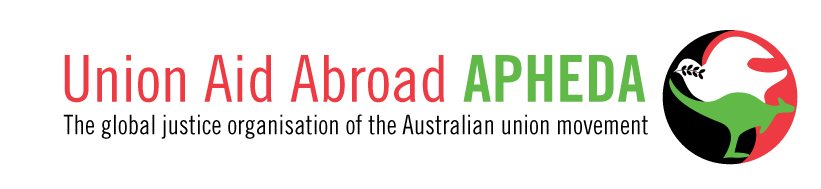 Union Aid Abroad APHEDA
The global justice organisation of the Australian union movement